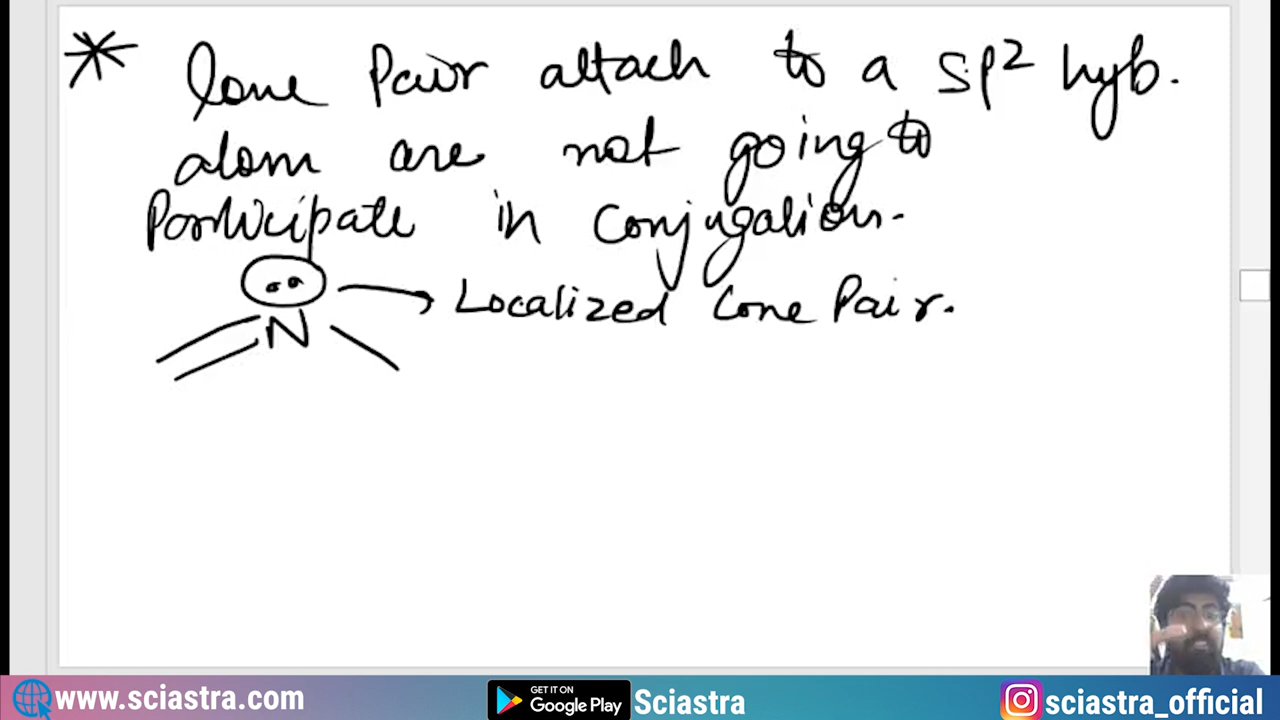 * lone Pair attach to a sp² hyb.
atom are not going to
Participate in conjugation.
N
→ Localized lone Pair.
www.sciastra.com
GET IT ON
Google Play
Sciastra
sciastra_official